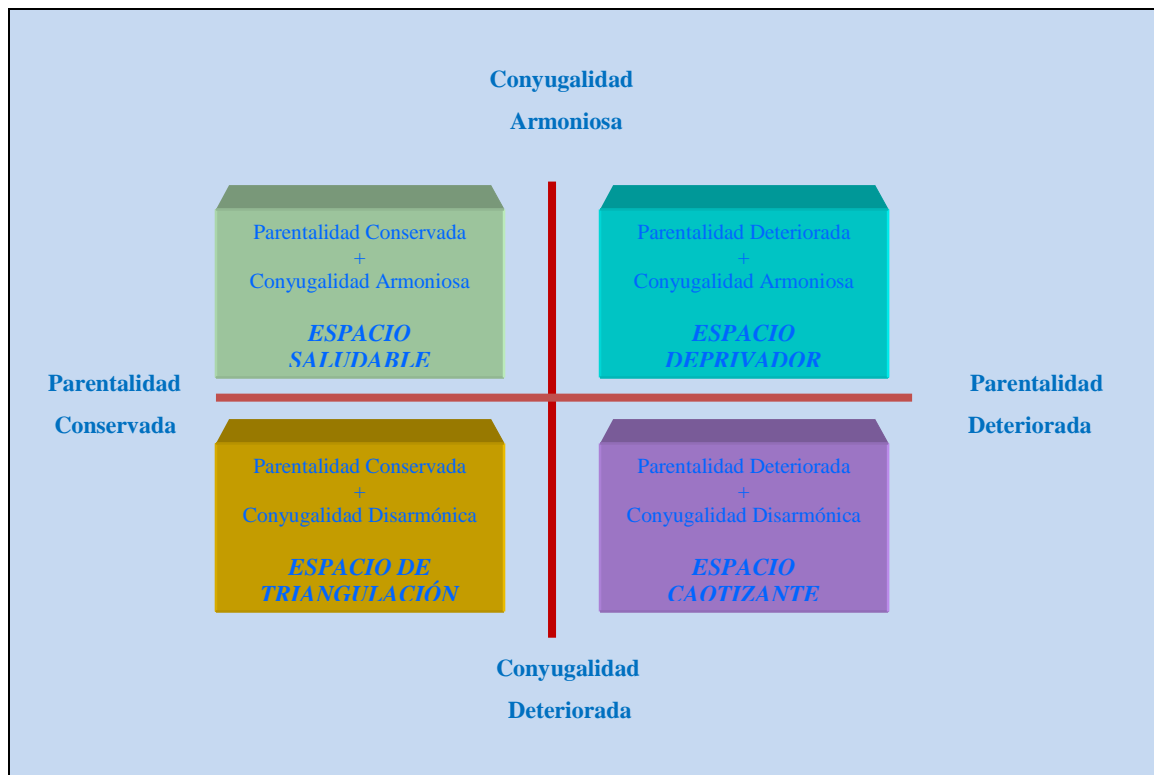 Conyugalidad
Armoniosa
Parentalidad Conservada
+
Conyugalidad Armoniosa
ESPACIO
SALUDABLE
Parentalidad Deteriorada
+
Conyugalidad Armoniosa
ESPACIO
DEPRIVADOR
Parentalidad
Conservada
Parentalidad
Deteriorada
Parentalidad Conservada
+
Conyugalidad Disarmónica
ESPACIO DE
TRIANGULACIÓN
Parentalidad Deteriorada
+
Conyugalidad Disarmónica
ESPACIO
CAOTIZANTE
Conyugalidad
Deteriorada